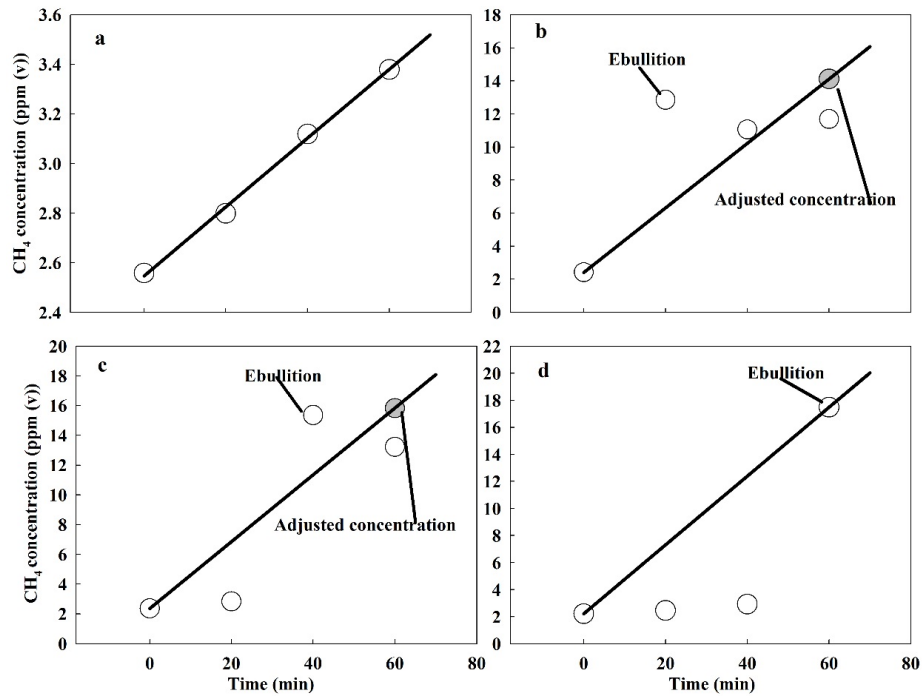 a
3.6
3.4
3.2
3.0
2.8
2.6
2.4
CH₄ concentration (ppm (v))
b
18
16
14
12
10
8
6
4
2
0
Ebullition
Adjusted concentration
c
20
18
16
14
12
10
8
6
4
2
0
CH₄ concentration (ppm (v))
Ebullition
Adjusted concentration
0 20 40 60 80
Time (min)
d
22
20
18
16
14
12
10
8
6
4
2
0
Ebullition
0 20 40 60 80
Time (min)